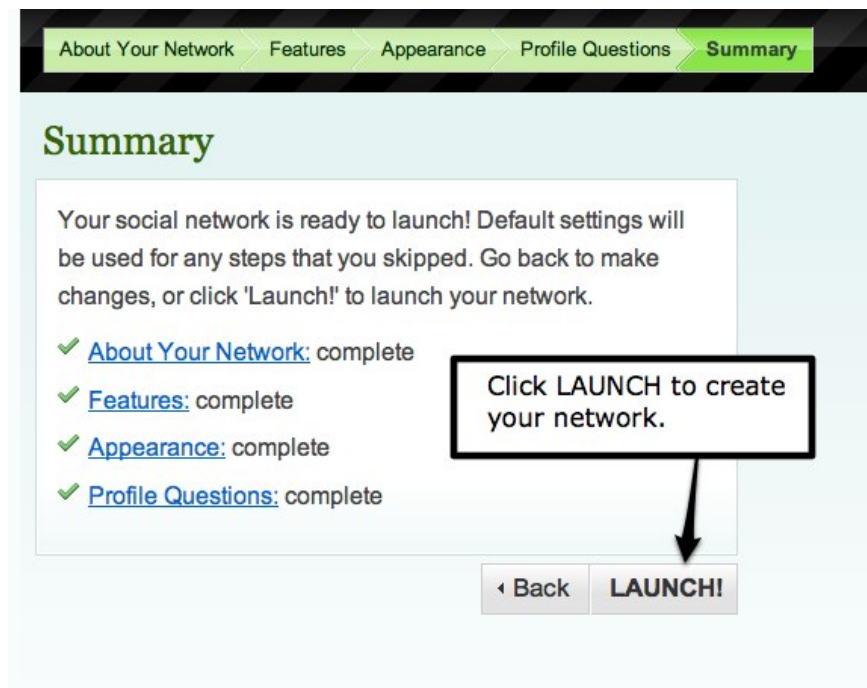 About Your Network Features Appearance Profile Questions Summary
Summary
Your social network is ready to launch! Default settings will
be used for any steps that you skipped. Go back to make
changes, or click 'Launch!' to launch your network.
About Your Network: complete
Features: complete
Appearance: complete
Profile Questions: complete
Click LAUNCH to create
your network.
Back LAUNCH!